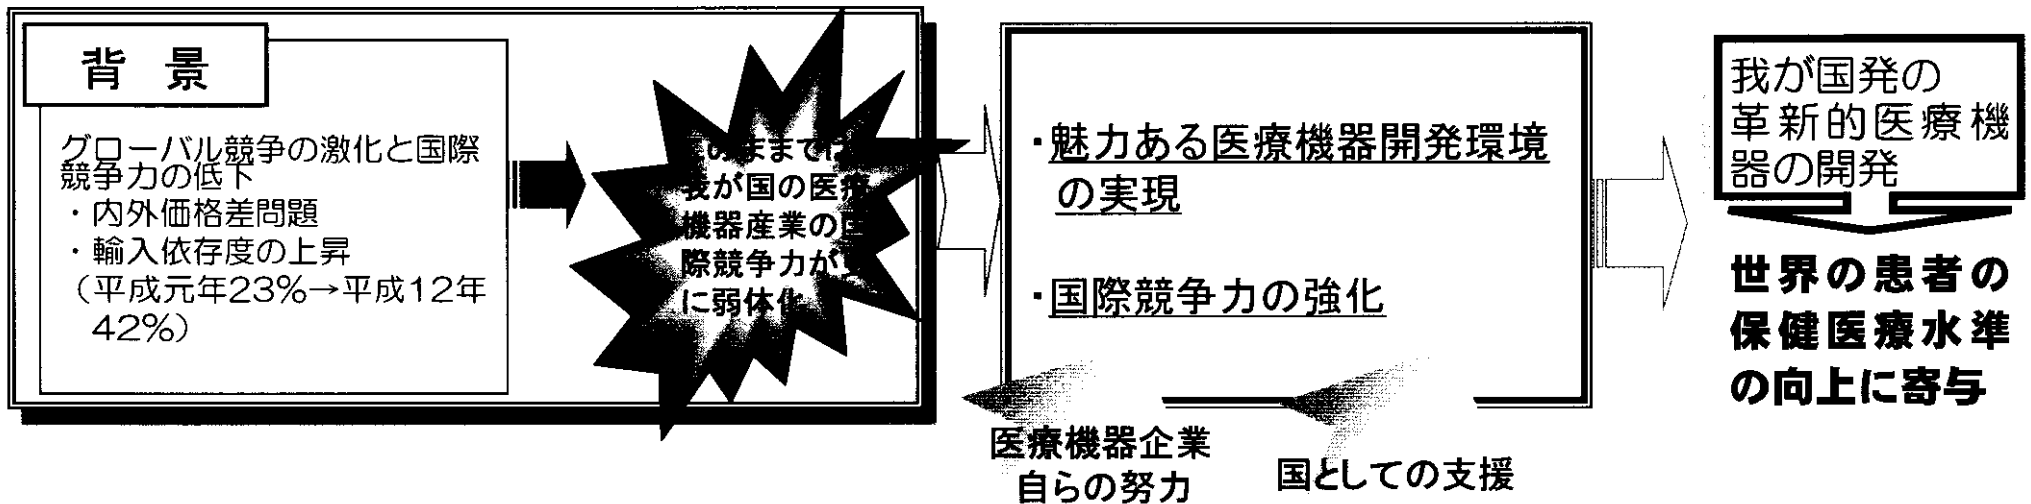 背 景
グローバル競争の激化と国際
競争力の低下
・内外価格差問題
・輸入依存度の上昇
（平成元年23%→平成12年
42%）
のままでは
我が国の医療
機器産業の国
際競争力が
に弱体化
・魅力ある医療機器開発環境
の実現
・国際競争力の強化
医療機器企業
自らの努力
国としての支援
我が国発の
革新的医療機
器の開発
世界の患者の
保健医療水準
の向上に寄与